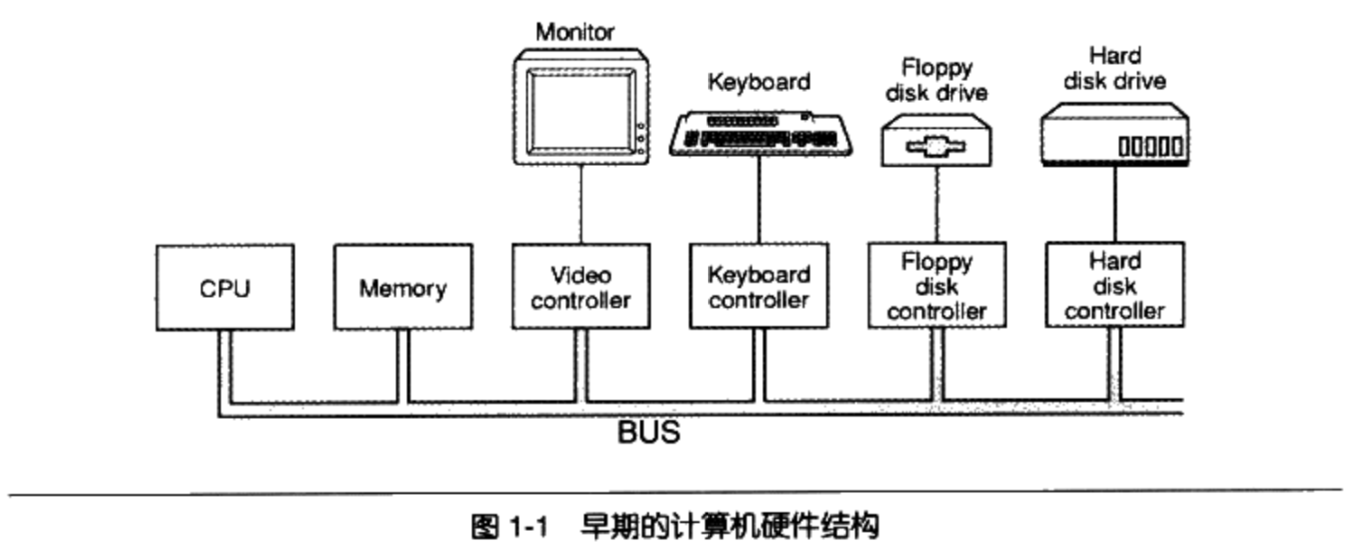 Monitor
Keyboard
Floppy
disk drive
Hard
disk drive
CPU
Memory
Video
controller
Keyboard
controller
Floppy
disk
controller
Hard
disk
controller
BUS
图 1-1 早期的计算机硬件结构